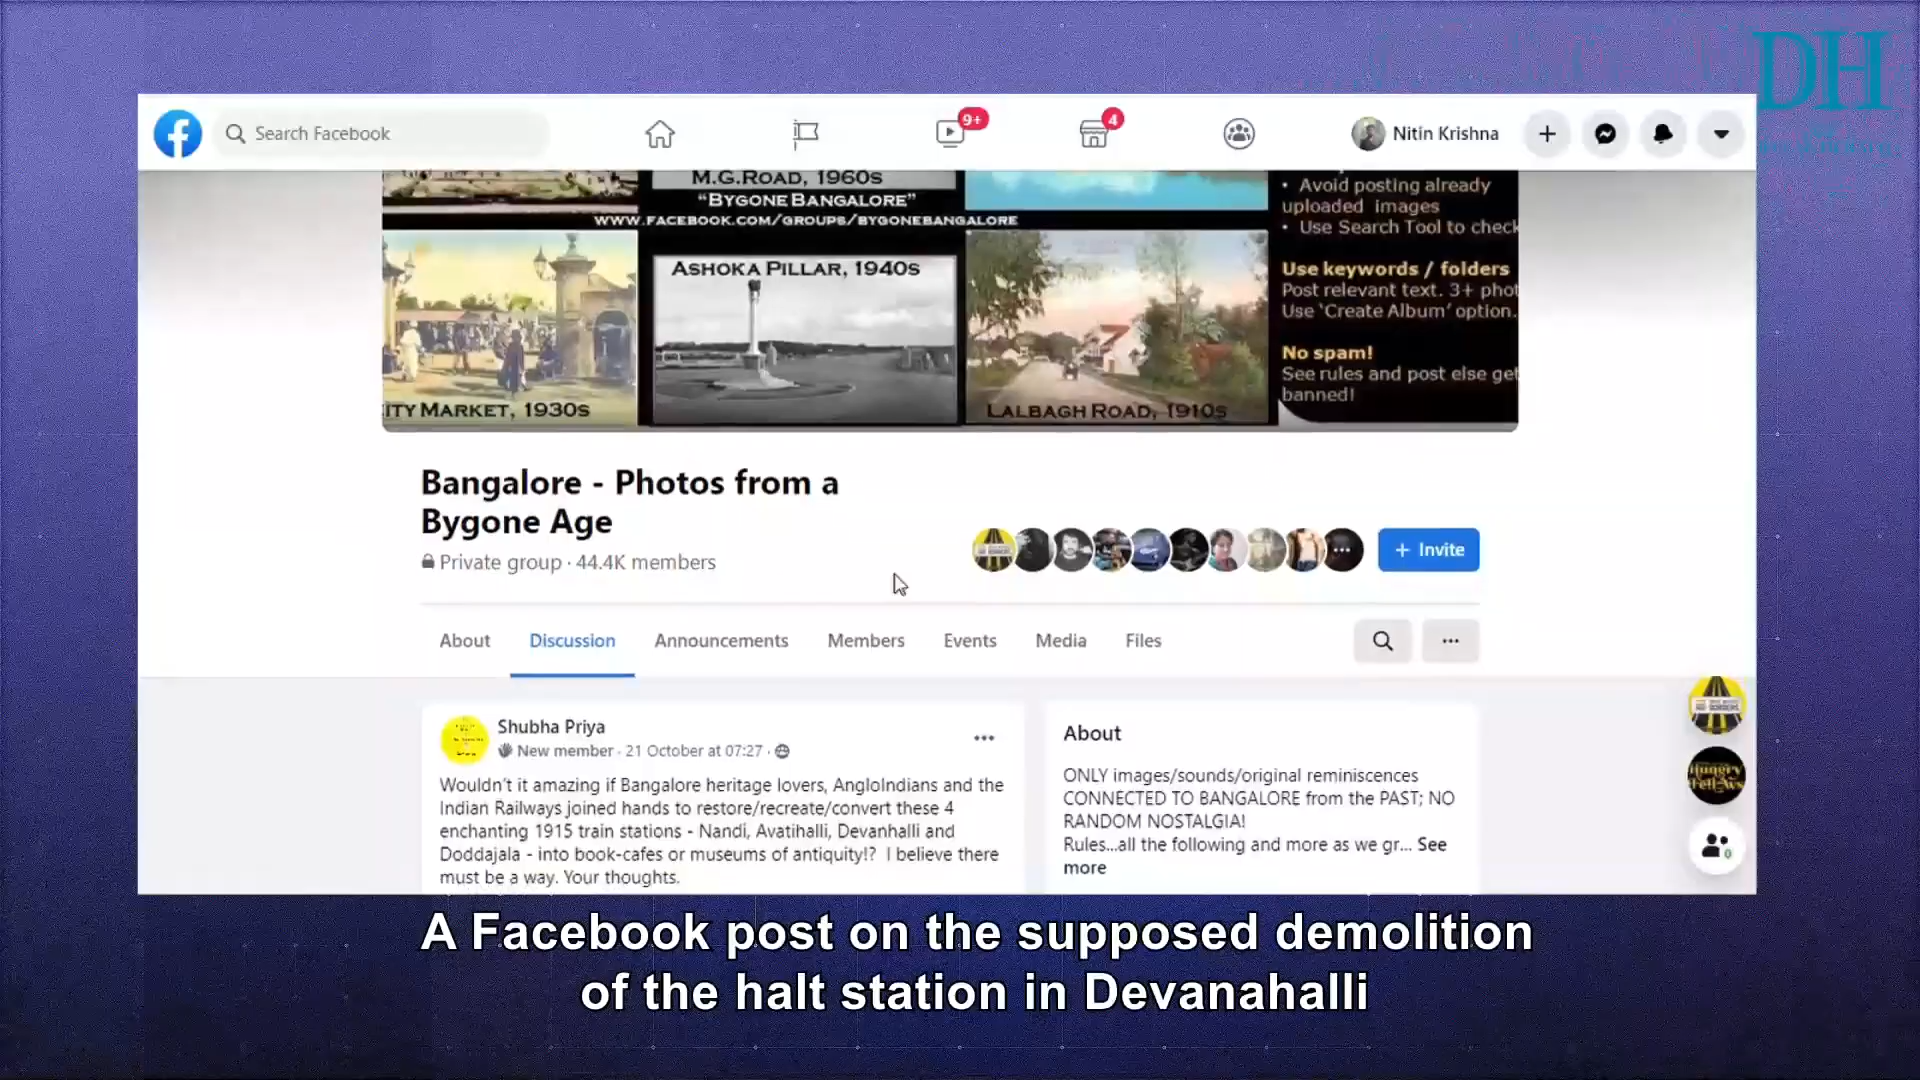 DH
Search Facebook
9+
4
Nitin Krishna
M.G.ROAD, 1960s
"BYGONE BANGALORE"
WWW.FACEBOOK.COM/GROUPS/BYGONEBANGALORE
• Avoid posting already
uploaded images
• Use Search Tool to check
ASHOKA PILLAR, 1940s
Use keywords / folders
Post relevant text. 3+ phot
Use 'Create Album' option.
No spam!
See rules and post else get
banned!
ITY MARKET, 1930s
LALBAGH ROAD, 1910s
Bangalore - Photos from a
Bygone Age
Private group · 44.4K members
+ Invite
About Discussion Announcements Members Events Media Files
Shubha Priya
New member · 21 October at 07:27 ·
Wouldn't it amazing if Bangalore heritage lovers, AngloIndians and the
Indian Railways joined hands to restore/recreate/convert these 4
enchanting 1915 train stations - Nandi, Avatihalli, Devanhalli and
Doddajala - into book-cafes or museums of antiquity!? I believe there
must be a way. Your thoughts.
About
ONLY images/sounds/original reminiscences
CONNECTED TO BANGALORE from the PAST; NO
RANDOM NOSTALGIA!
Rules...all the following and more as we gr... See
more
Hungry
Fellows
0
A Facebook post on the supposed demolition
of the halt station in Devanahalli